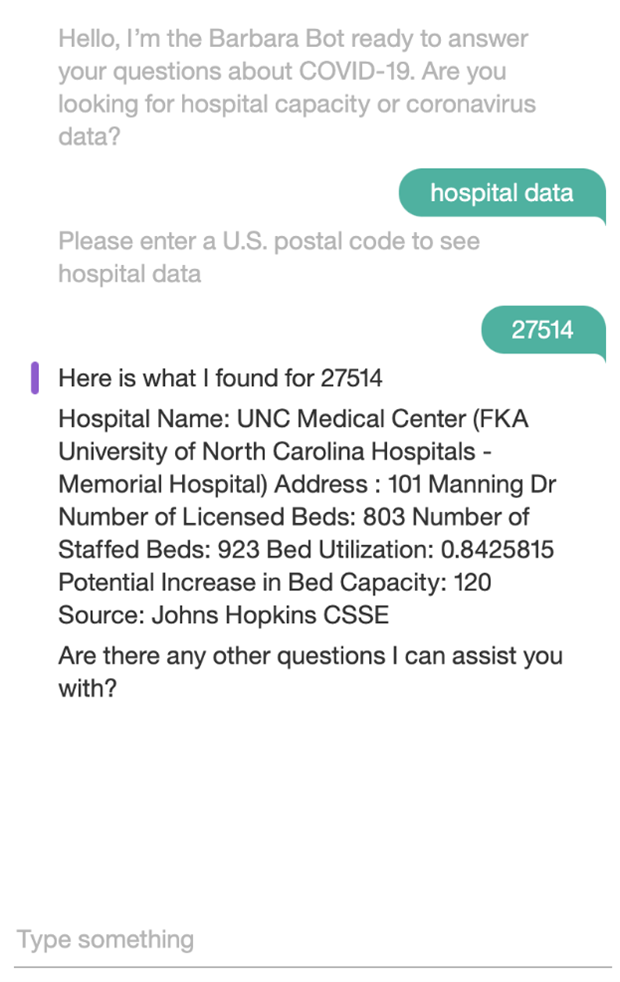 Hello, I'm the Barbara Bot ready to answer
your questions about COVID-19. Are you
looking for hospital capacity or coronavirus
data?
hospital data
Please enter a U.S. postal code to see
hospital data
27514
Here is what I found for 27514
Hospital Name: UNC Medical Center (FKA
University of North Carolina Hospitals -
Memorial Hospital) Address : 101 Manning Dr
Number of Licensed Beds: 803 Number of
Staffed Beds: 923 Bed Utilization: 0.8425815
Potential Increase in Bed Capacity: 120
Source: Johns Hopkins CSSE
Are there any other questions I can assist you
with?
Type something